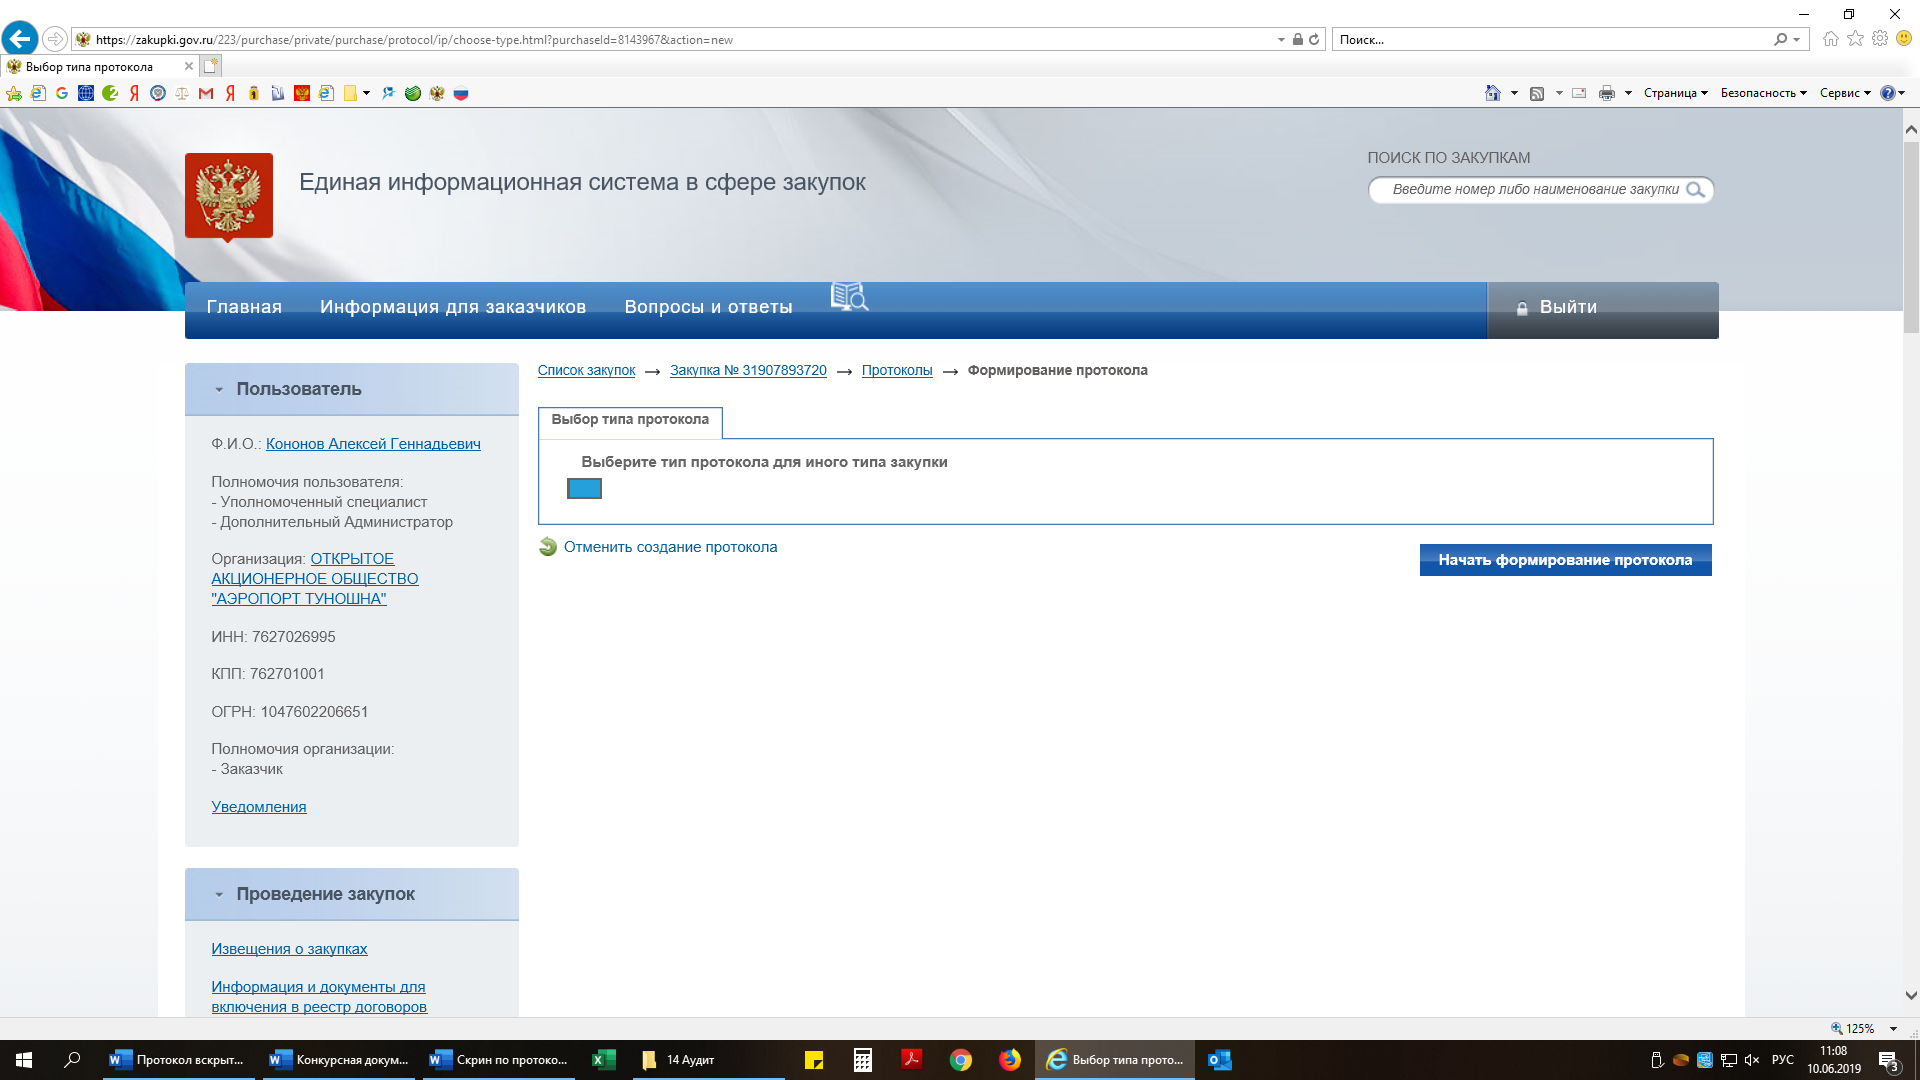 https://zakupki.gov.ru/223/purchase/private/purchase/protocol/ip/choose-type.html?purchaseId=8143967&action=new
Поиск...
Выбор типа протокола
Страница
Безопасность
Сервис
Единая информационная система в сфере закупок
ПОИСК ПО ЗАКУПКАМ
Введите номер либо наименование закупки
Главная
Информация для заказчиков
Вопросы и ответы
Выйти
Пользователь
Ф.И.О.: Кононов Алексей Геннадьевич
Полномочия пользователя:
- Уполномоченный специалист
- Дополнительный Администратор
Организация: ОТКРЫТОЕ
АКЦИОНЕРНОЕ ОБЩЕСТВО
"АЭРОПОРТ ТУНОШНА"
ИНН: 7627026995
КПП: 762701001
ОГРН: 1047602206651
Полномочия организации:
- Заказчик
Уведомления
Проведение закупок
Извещения о закупках
Информация и документы для
включения в реестр договоров
Список закупок → Закупка № 31907893720 → Протоколы → Формирование протокола
Выбор типа протокола
Выберите тип протокола для иного типа закупки
Отменить создание протокола
Начать формирование протокола
125%
Протокол вскрыт...
Конкурсная докум...
Скрин по протоко...
14 Аудит
Выбор типа прото...
РУС
11:08
10.06.2019
3